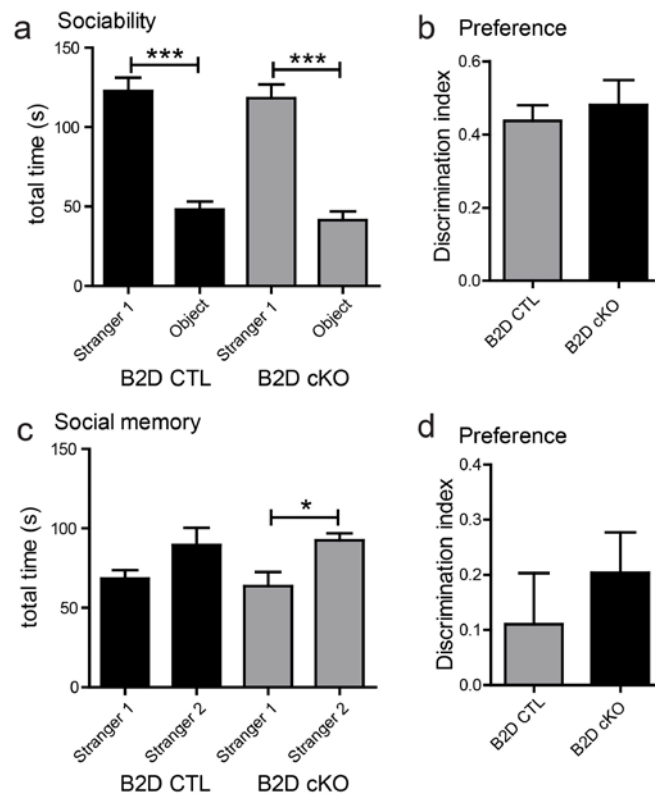 a
Sociability
total time (s)
150
100
50
0
***
***
Stranger 1
Object
Stranger 1
Object
B2D CTL
B2D cKO
b
Preference
Discrimination index
0.6
0.4
0.2
0.0
B2D CTL
B2D cKO
c
Social memory
total time (s)
150
100
50
0
*
Stranger 1
Stranger 2
Stranger 1
Stranger 2
B2D CTL
B2D cKO
d
Preference
Discrimination index
0.4
0.3
0.2
0.1
0.0
B2D CTL
B2D cKO